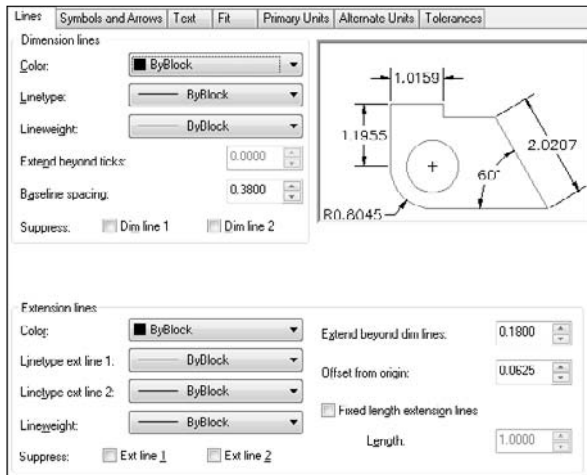 Lines Symbols and Arrows Text Fit Primary Units Alternate Units Tolerances
Dimension lines
Color: ByBlock
Linetype: ByBlock
Lineweight: ByBlock
Extend beyond ticks: 0.0000
Baseline spacing: 0.3800
Suppress: Dim line 1 Dim line 2
1.0159
1.1955
2.0207
60°
R0.8045
Extension lines
Color: ByBlock
Linetype ext line 1: ByBlock
Linetype ext line 2: ByBlock
Lineweight: ByBlock
Suppress: Ext line 1 Ext line 2
Extend beyond dim lines: 0.1800
Offset from origin: 0.0625
Fixed length extension lines
Length: 1.0000